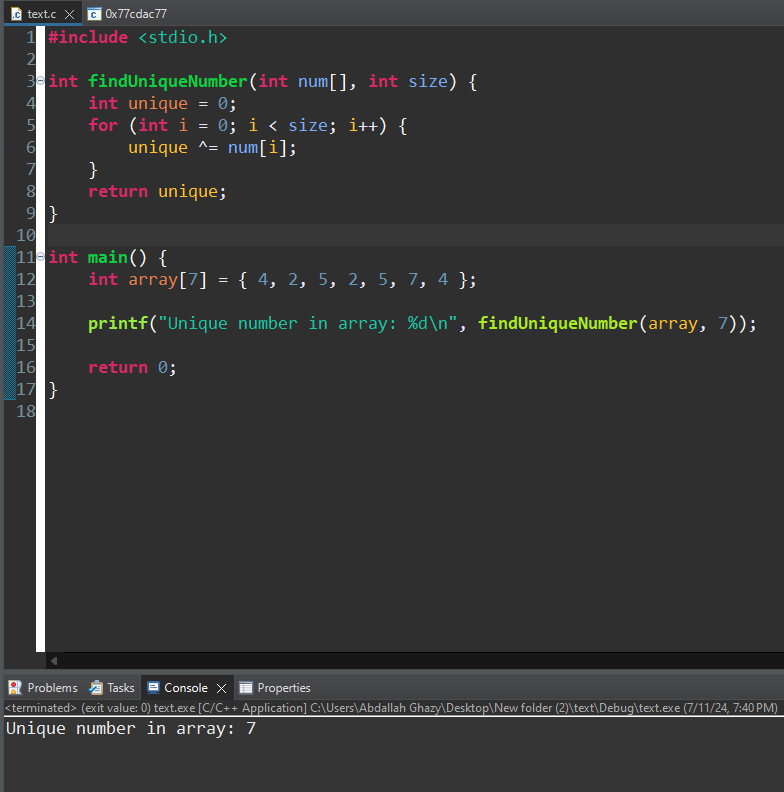 text.c 0x77cdac77
1 #include <stdio.h>
2
3 int findUniqueNumber(int num[], int size) {
4     int unique = 0;
5     for (int i = 0; i < size; i++) {
6         unique ^= num[i];
7     }
8     return unique;
9 }
10
11 int main() {
12     int array[7] = { 4, 2, 5, 2, 5, 7, 4 };
13
14     printf("Unique number in array: %d\n", findUniqueNumber(array, 7));
15
16     return 0;
17 }
18
Problems Tasks Console Properties
<terminated> (exit value: 0) text.exe [C/C++ Application] C:\Users\Abdallah Ghazy\Desktop\New folder (2)\text\Debug\text.exe (7/11/24, 7:40 PM)
Unique number in array: 7